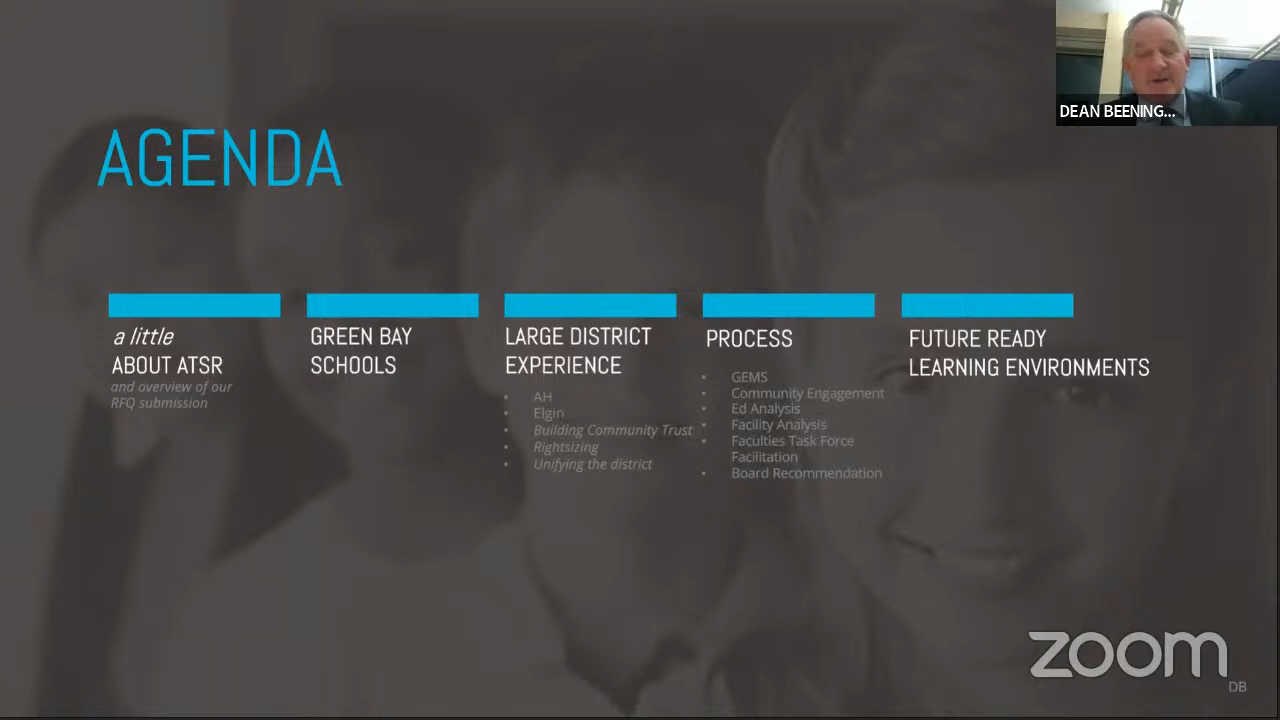 DEAN BEENING...
AGENDA
a little
ABOUT ATSR
and overview of our
RFQ submission
GREEN BAY
SCHOOLS
LARGE DISTRICT
EXPERIENCE
• AH
• Elgin
• Building Community Trust
• Rightsizing
• Unifying the district
PROCESS
• GEMS
• Community Engagement
• Ed Analysis
• Facility Analysis
• Faculties Task Force
Facilitation
• Board Recommendation
FUTURE READY
LEARNING ENVIRONMENTS
zoom
DB